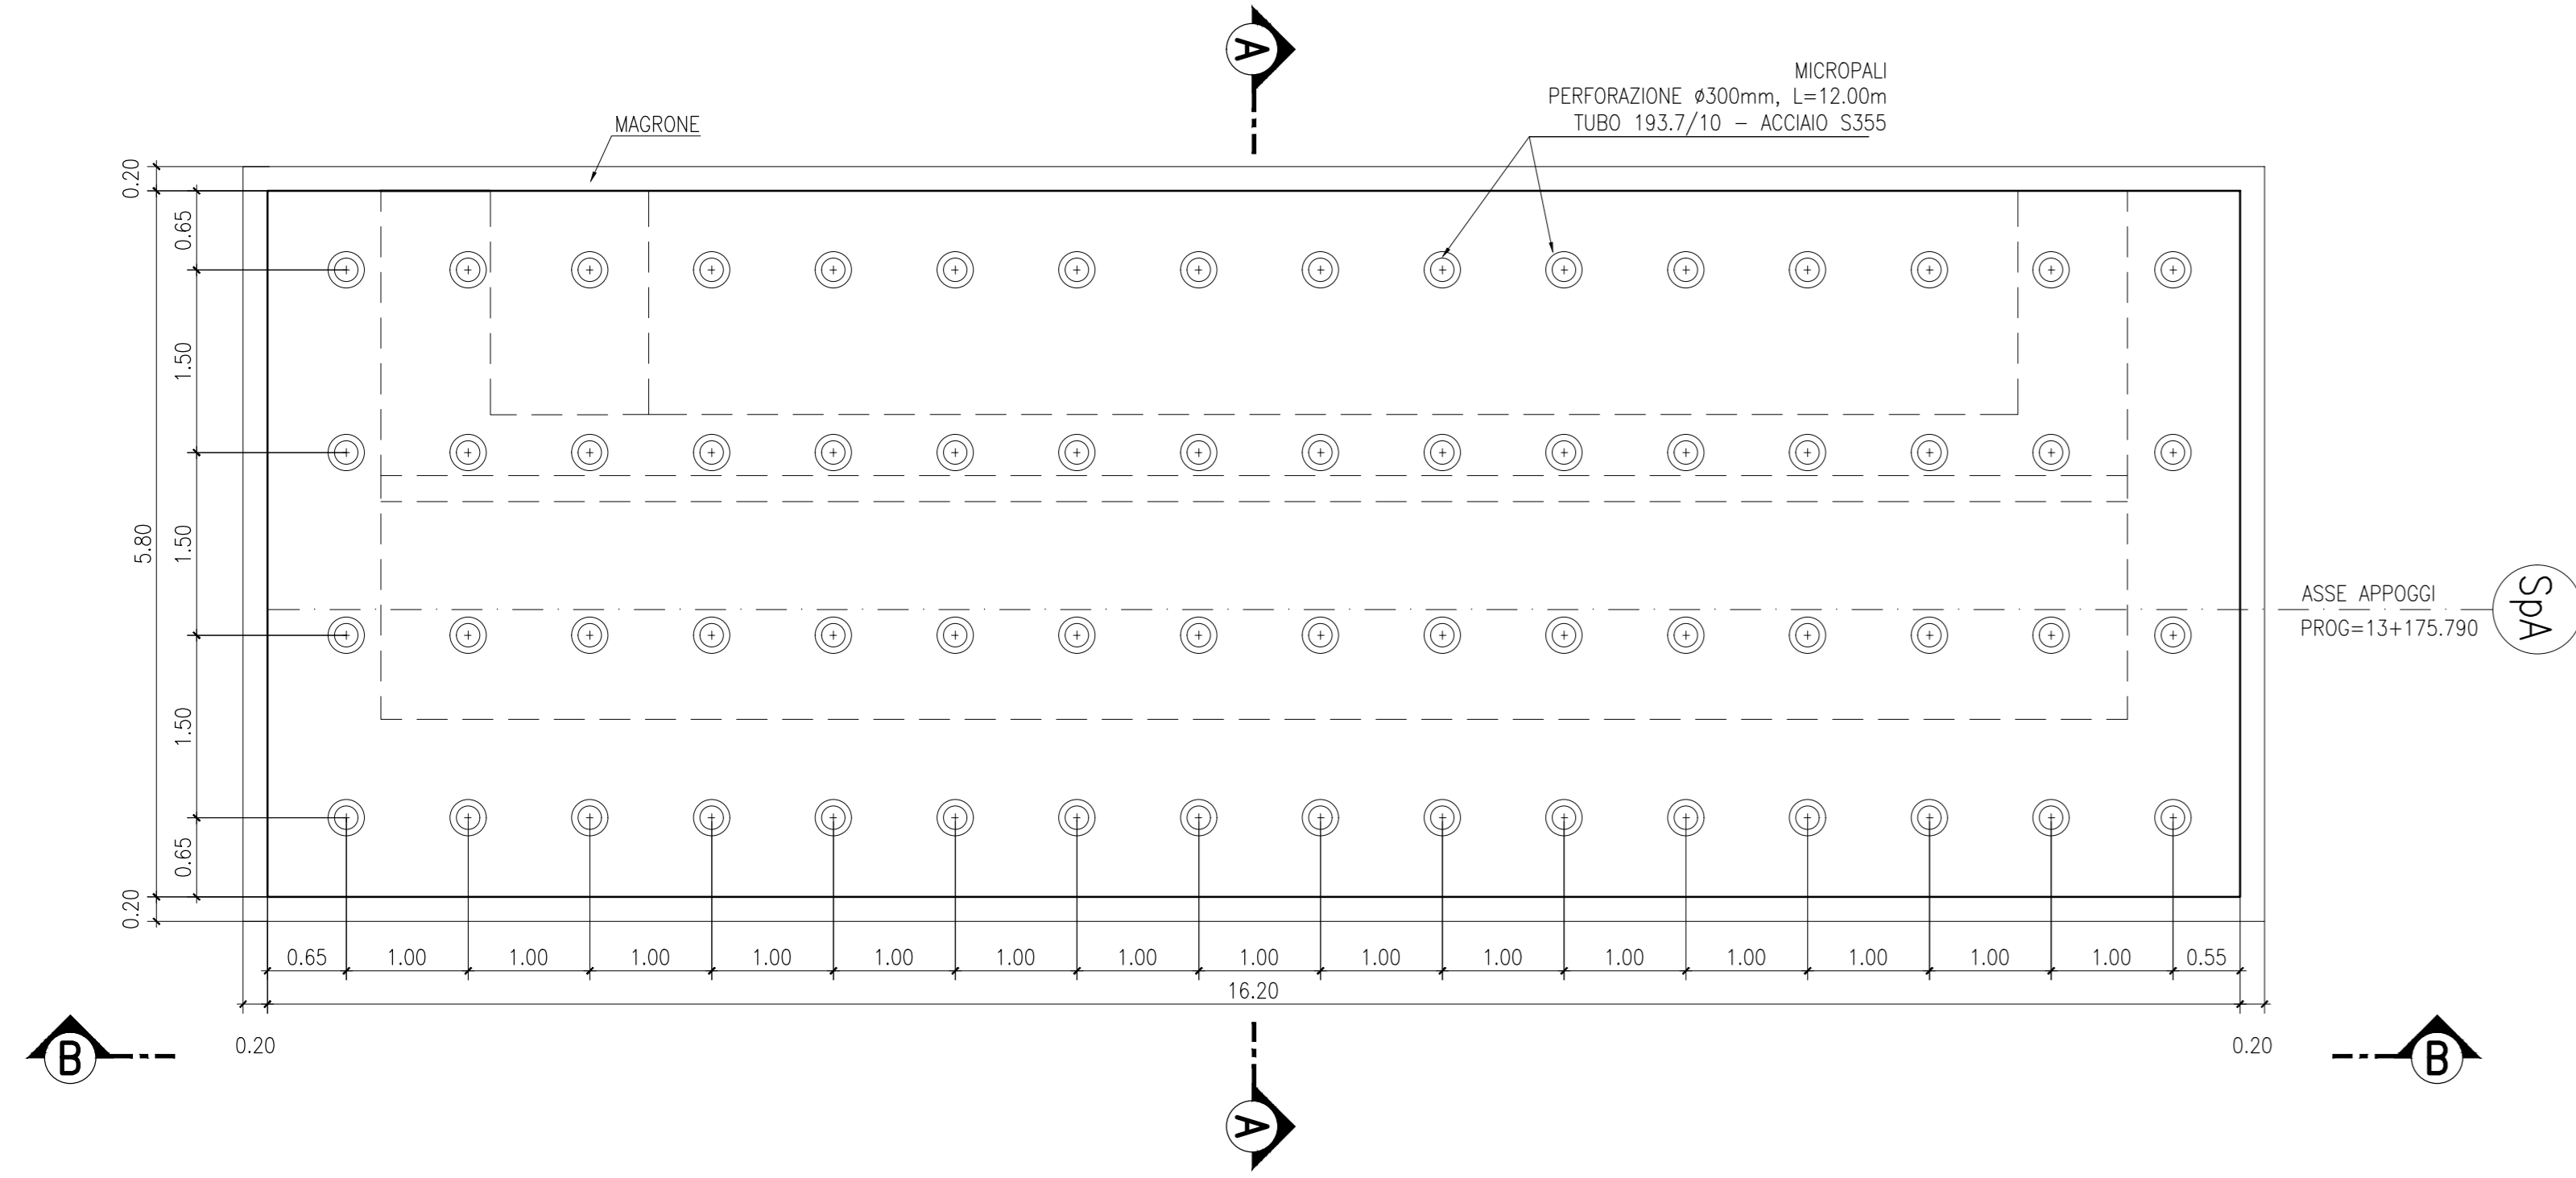 A
MICROPALI
PERFORAZIONE ø300mm, L=12.00m
TUBO 193.7/10 - ACCIAIO S355
MAGRONE
0.20
0.65
1.50
5.80
1.50
1.50
0.65
0.20
ASSE APPOGGI
PROG=13+175.790
SpA
0.65 1.00 1.00 1.00 1.00 1.00 1.00 1.00 1.00 1.00 1.00 1.00 1.00 1.00 1.00 1.00 0.55
16.20
0.20 0.20
B B
A